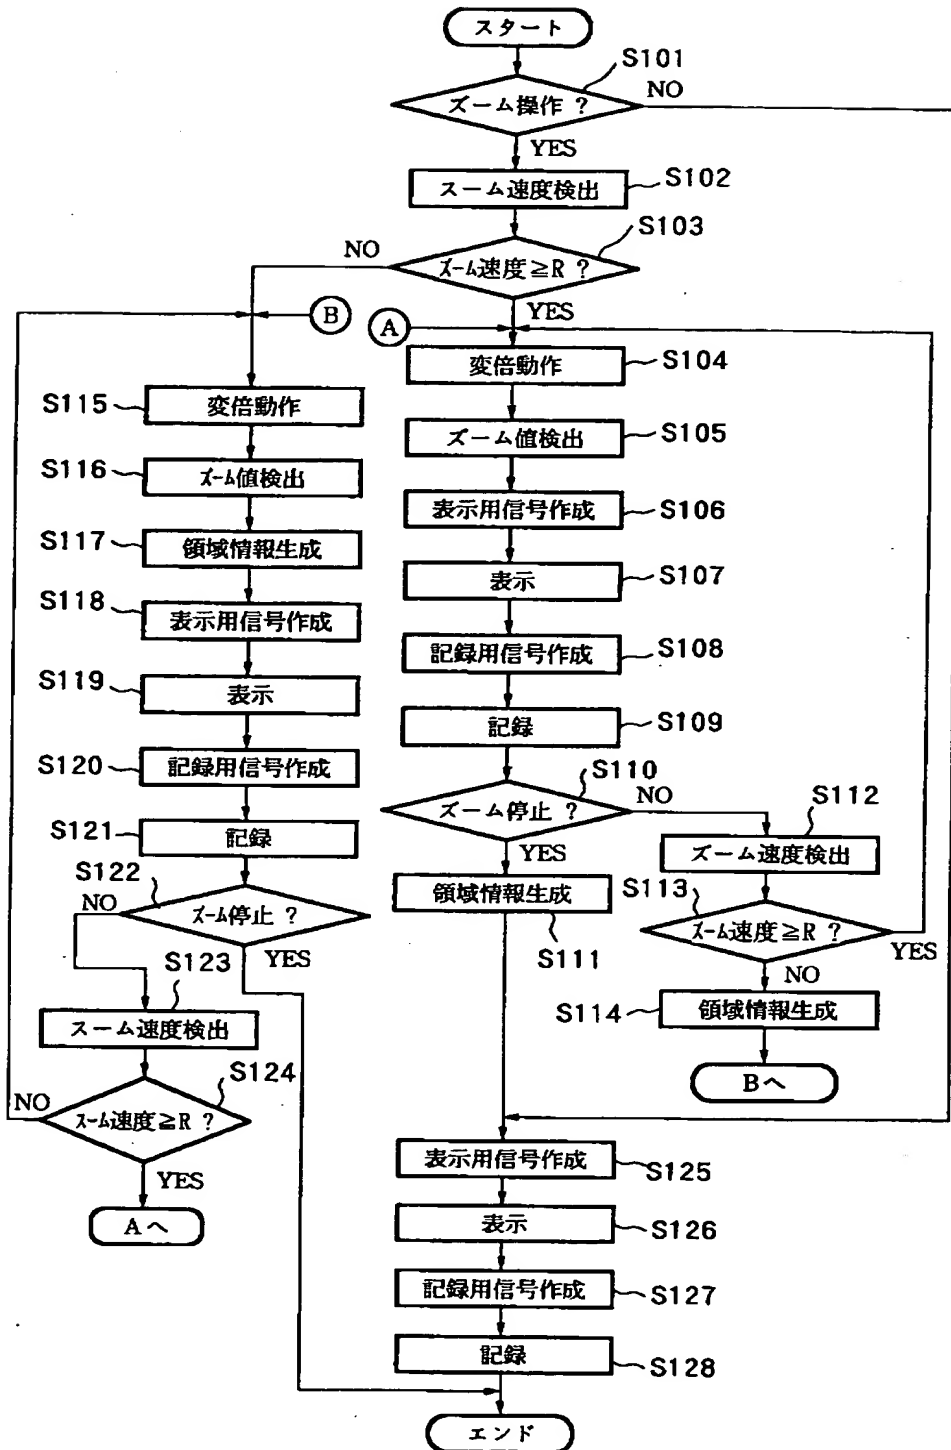 スタート
S101
ズーム操作 ?
NO
YES
スーム速度検出
S102
S103
NO
ズーム速度≧R ?
YES
B
A
変倍動作
S104
ズーム値検出
S105
表示用信号作成
S106
表示
S107
記録用信号作成
S108
記録
S109
S110
ズーム停止 ?
NO
YES
領域情報生成
S111
S112
ズーム速度検出
S113
ズーム速度≧R ?
YES
NO
S114
領域情報生成
Bへ
S115
変倍動作
S116
ズーム値検出
S117
領域情報生成
S118
表示用信号作成
S119
表示
S120
記録用信号作成
S121
記録
S122
NO
ズーム停止 ?
YES
S123
スーム速度検出
S124
NO
ズーム速度≧R ?
YES
Aへ
表示用信号作成
S125
表示
S126
記録用信号作成
S127
記録
S128
エンド